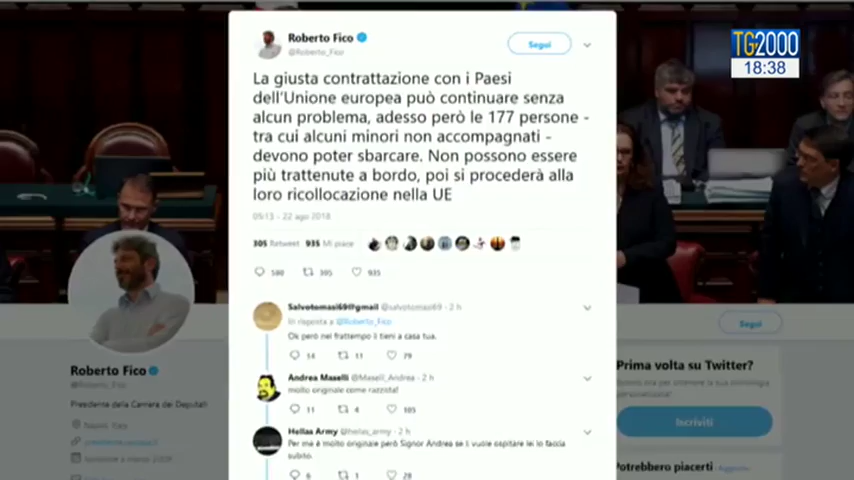 TG2000
18:38
Roberto Fico
@Roberto_Fico
Segui
La giusta contrattazione con i Paesi
dell'Unione europea può continuare senza
alcun problema, adesso però le 177 persone -
tra cui alcuni minori non accompagnati -
devono poter sbarcare. Non possono essere
più trattenute a bordo, poi si procederà alla
loro ricollocazione nella UE
05:13 - 22 ago 2018
305 Retweet 935 Mi piace
580 305 935
Salvotomasi69@gmail @salvotomasi69 · 2 h
In risposta a @Roberto_Fico
Ok però nel frattempo li tieni a casa tua.
14 11 79
Andrea Maselli @Maseli_Andrea · 2 h
molto originale come razzista!
11 4 105
Hellas Army @hellas_army · 2 h
Per me è molto originale però Signor Andrea se li vuole ospitare lei lo faccia
subito.
6 1 28
Roberto Fico
@Roberto_Fico
Presidente della Camera dei Deputati
Napoli, Italy
Segui
Prima volta su Twitter?
Iscriviti
Potrebbero piacerti · Aggiorna